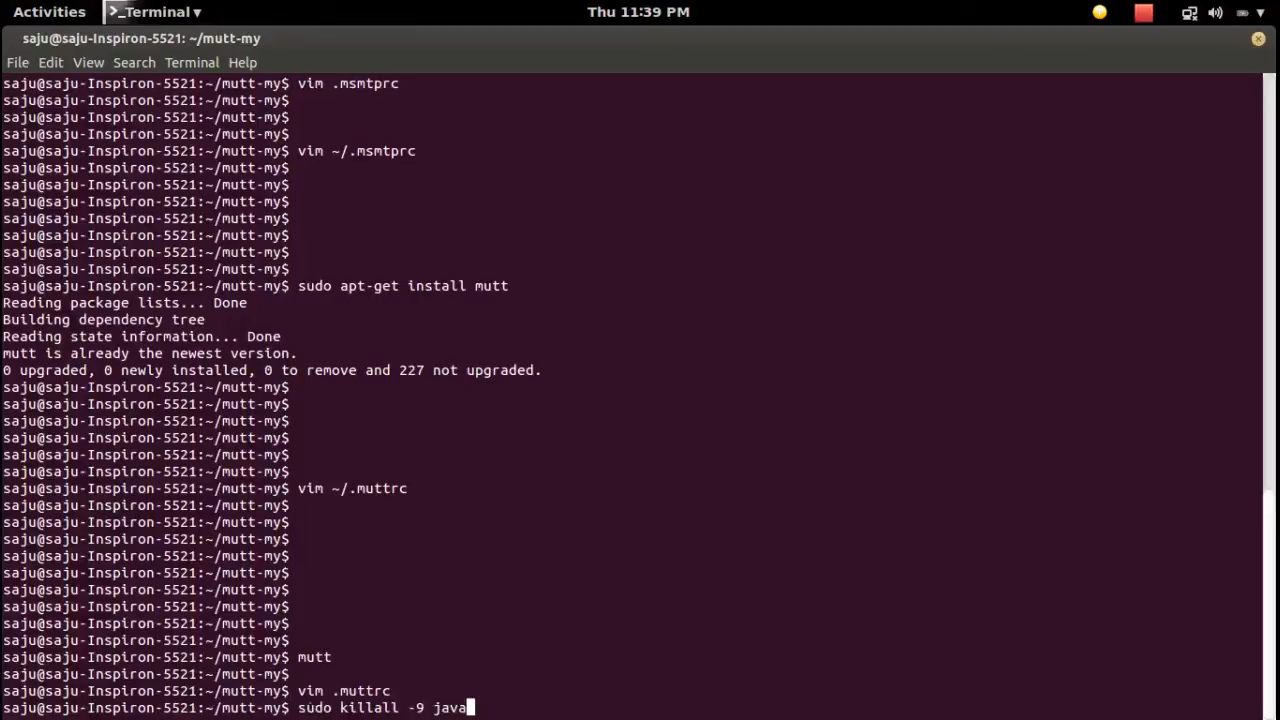 Activities
Terminal
Thu 11:39 PM
saju@saju-Inspiron-5521: ~/mutt-my
File Edit View Search Terminal Help
saju@saju-Inspiron-5521:~/mutt-my$ vim .msmtprc
saju@saju-Inspiron-5521:~/mutt-my$
saju@saju-Inspiron-5521:~/mutt-my$
saju@saju-Inspiron-5521:~/mutt-my$
saju@saju-Inspiron-5521:~/mutt-my$ vim ~/.msmtprc
saju@saju-Inspiron-5521:~/mutt-my$
saju@saju-Inspiron-5521:~/mutt-my$
saju@saju-Inspiron-5521:~/mutt-my$
saju@saju-Inspiron-5521:~/mutt-my$
saju@saju-Inspiron-5521:~/mutt-my$
saju@saju-Inspiron-5521:~/mutt-my$
saju@saju-Inspiron-5521:~/mutt-my$
saju@saju-Inspiron-5521:~/mutt-my$ sudo apt-get install mutt
Reading package lists... Done
Building dependency tree
Reading state information... Done
mutt is already the newest version.
0 upgraded, 0 newly installed, 0 to remove and 227 not upgraded.
saju@saju-Inspiron-5521:~/mutt-my$
saju@saju-Inspiron-5521:~/mutt-my$
saju@saju-Inspiron-5521:~/mutt-my$
saju@saju-Inspiron-5521:~/mutt-my$
saju@saju-Inspiron-5521:~/mutt-my$
saju@saju-Inspiron-5521:~/mutt-my$
saju@saju-Inspiron-5521:~/mutt-my$ vim ~/.muttrc
saju@saju-Inspiron-5521:~/mutt-my$
saju@saju-Inspiron-5521:~/mutt-my$
saju@saju-Inspiron-5521:~/mutt-my$
saju@saju-Inspiron-5521:~/mutt-my$
saju@saju-Inspiron-5521:~/mutt-my$
saju@saju-Inspiron-5521:~/mutt-my$
saju@saju-Inspiron-5521:~/mutt-my$
saju@saju-Inspiron-5521:~/mutt-my$
saju@saju-Inspiron-5521:~/mutt-my$
saju@saju-Inspiron-5521:~/mutt-my$ mutt
saju@saju-Inspiron-5521:~/mutt-my$
saju@saju-Inspiron-5521:~/mutt-my$ vim .muttrc
saju@saju-Inspiron-5521:~/mutt-my$ sudo killall -9 java